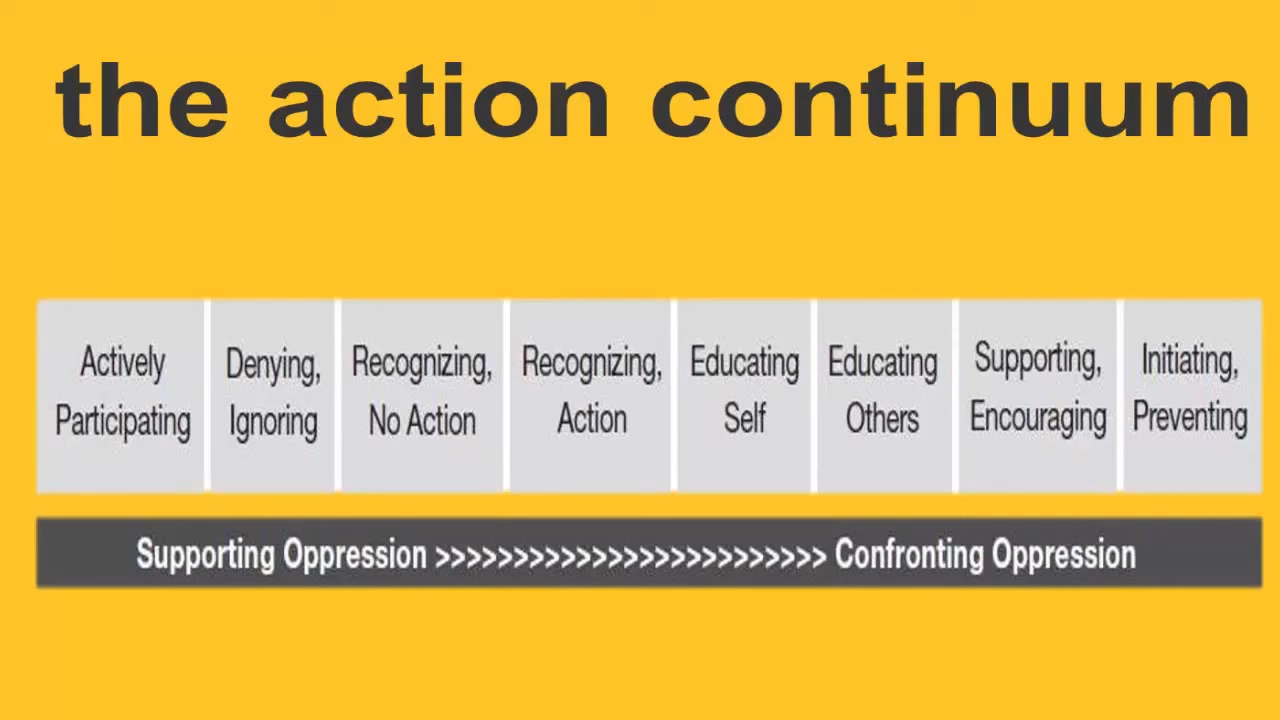 the action continuum
Actively
Participating
Denying,
Ignoring
Recognizing,
No Action
Recognizing,
Action
Educating
Self
Educating
Others
Supporting,
Encouraging
Initiating,
Preventing
Supporting Oppression >>>>>>>>>>>>>>>>>>>>>>>>> Confronting Oppression